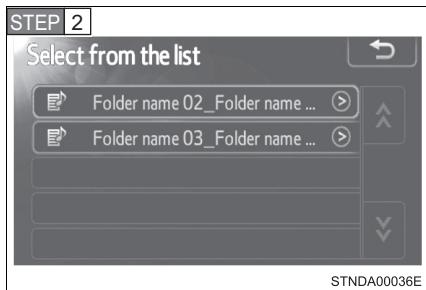 STEP 2
Select from the list
Folder name 02_Folder name ...
Folder name 03_Folder name ...
STNDA00036E